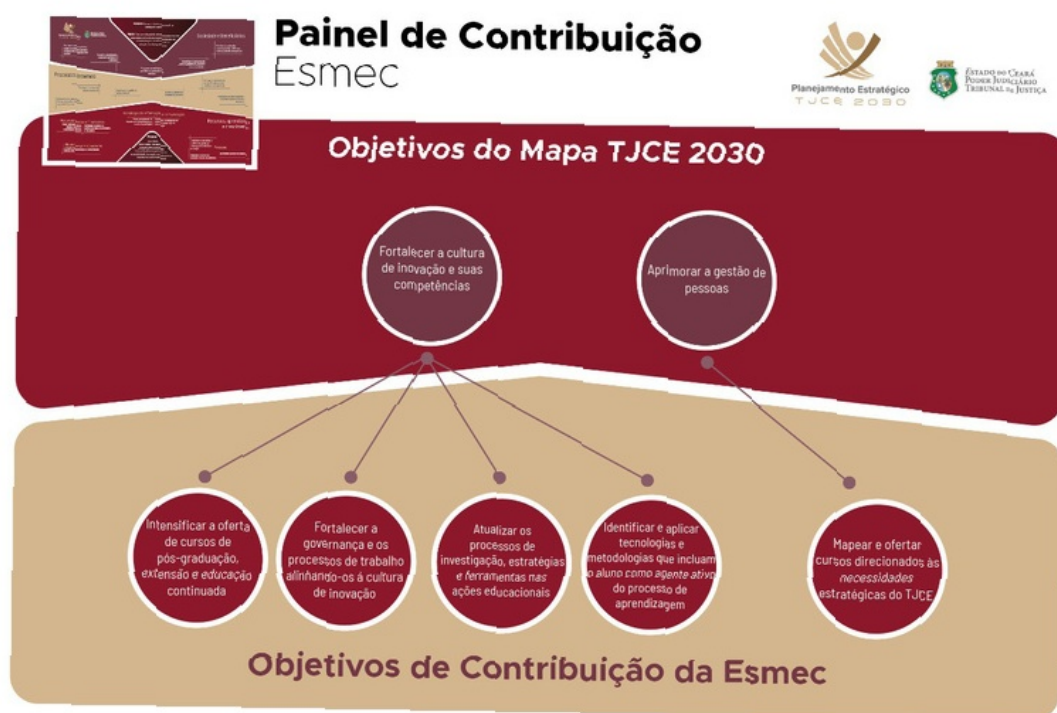 Painel de Contribuição
Esmec
Planejamento Estratégico
TJCE 2030
ESTADO DO CEARÁ
PODER JUDICIÁRIO
TRIBUNAL DE JUSTIÇA
Objetivos do Mapa TJCE 2030
Fortalecer a cultura
de inovação e suas
competências
Aprimorar a gestão de
pessoas
Intensificar a oferta
de cursos de
pós-graduação,
extensão e educação
continuada
Fortalecer a
governança e os
processos de trabalho
alinhando-os á cultura
de inovação
Atualizar os
processos de
investigação, estratégias
e ferramentas nas
ações educacionais
Identificar e aplicar
tecnologias e
metodologias que incluam
o aluno como agente ativo
do processo de
aprendizagem
Mapear e ofertar
cursos direcionados às
necessidades
estratégicas do TJCE
Objetivos de Contribuição da Esmec